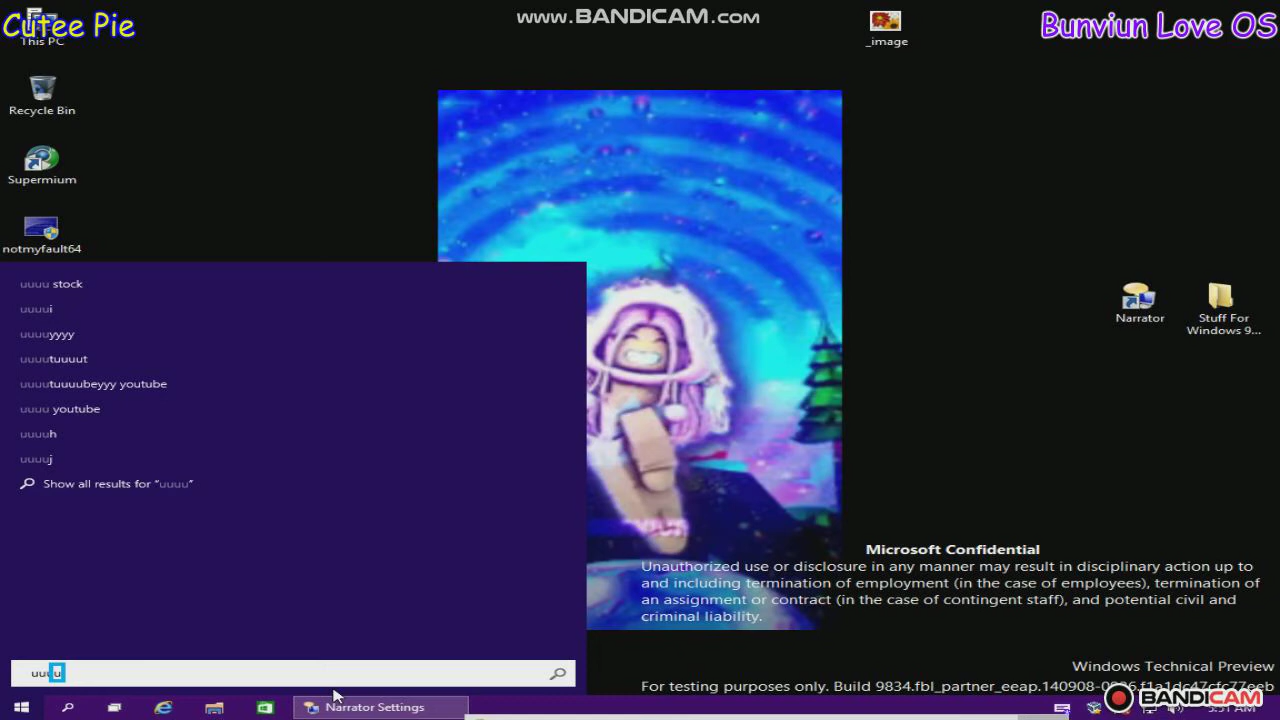 Cutee Pie
www.BANDICAM.com
Bunviun Love OS
This PC
_image
Recycle Bin
Supermium
notmyfault64
uuuu stock
uuuui
uuuuyyyy
uuuutuuuut
uuuutuuubeyyy youtube
uuuu youtube
uuuuh
uuuuj
Show all results for "uuuu"
Narrator
Stuff For
Windows 9...
Microsoft Confidential
Unauthorized use or disclosure in any manner may result in disciplinary action up to
and including termination of employment (in the case of employees), termination of
an assignment or contract (in the case of contingent staff), and potential civil and
criminal liability.
uuuu
Windows Technical Preview
For testing purposes only. Build 9834.fbl_partner_eeap.140908-
Narrator Settings
BANDICAM